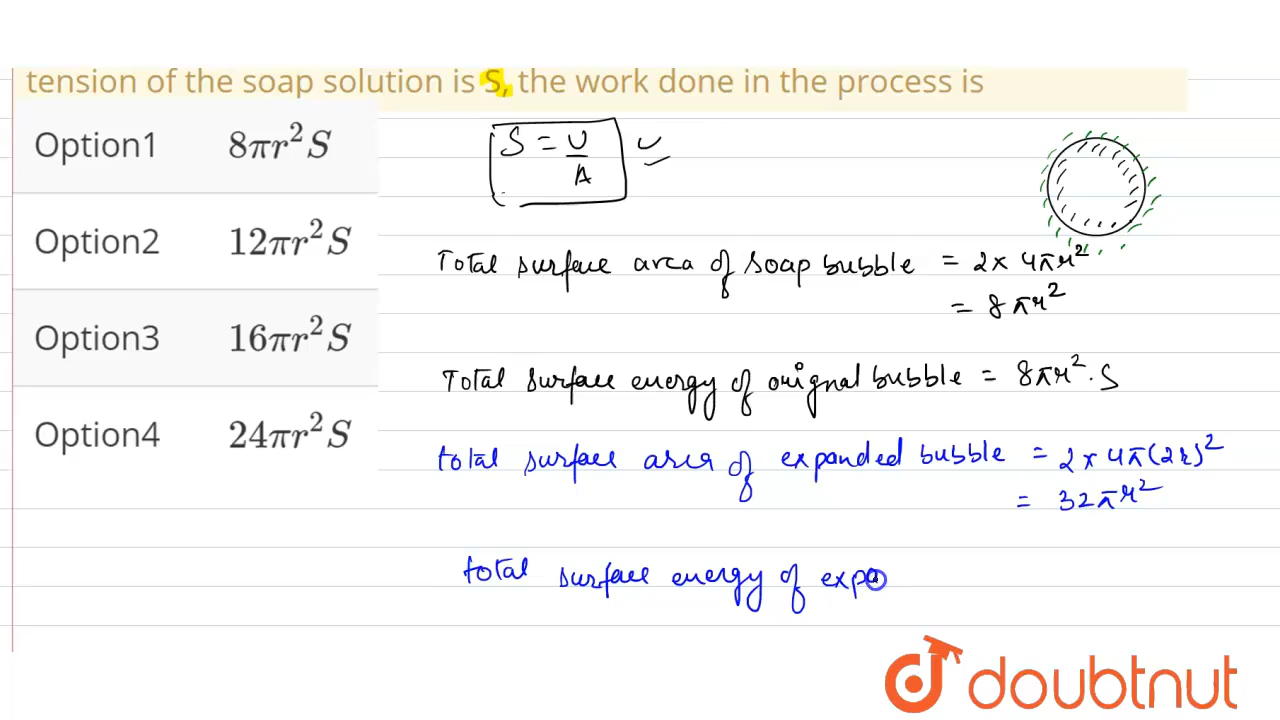 tension of the soap solution is S, the work done in the process is
Option1 8πr²S
S = U/A
Option2 12πr²S
Total surface area of soap bubble = 2 × 4πr²
= 8πr²
Option3 16πr²S
Total surface energy of orignal bubble = 8πr² · S
Option4 24πr²S
total surface area of expanded bubble = 2 × 4π(2r)²
= 32πr²
total surface energy of expa
doubtnut